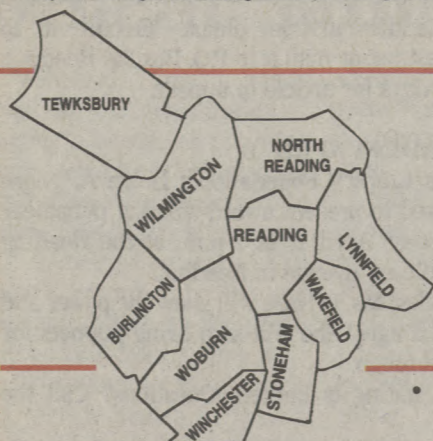 TEWKSBURY
NORTH
READING
WILMINGTON
READING
LYNNFIELD
BURLINGTON
WAKEFIELD
WOBURN
STONEHAM
WINCHESTER